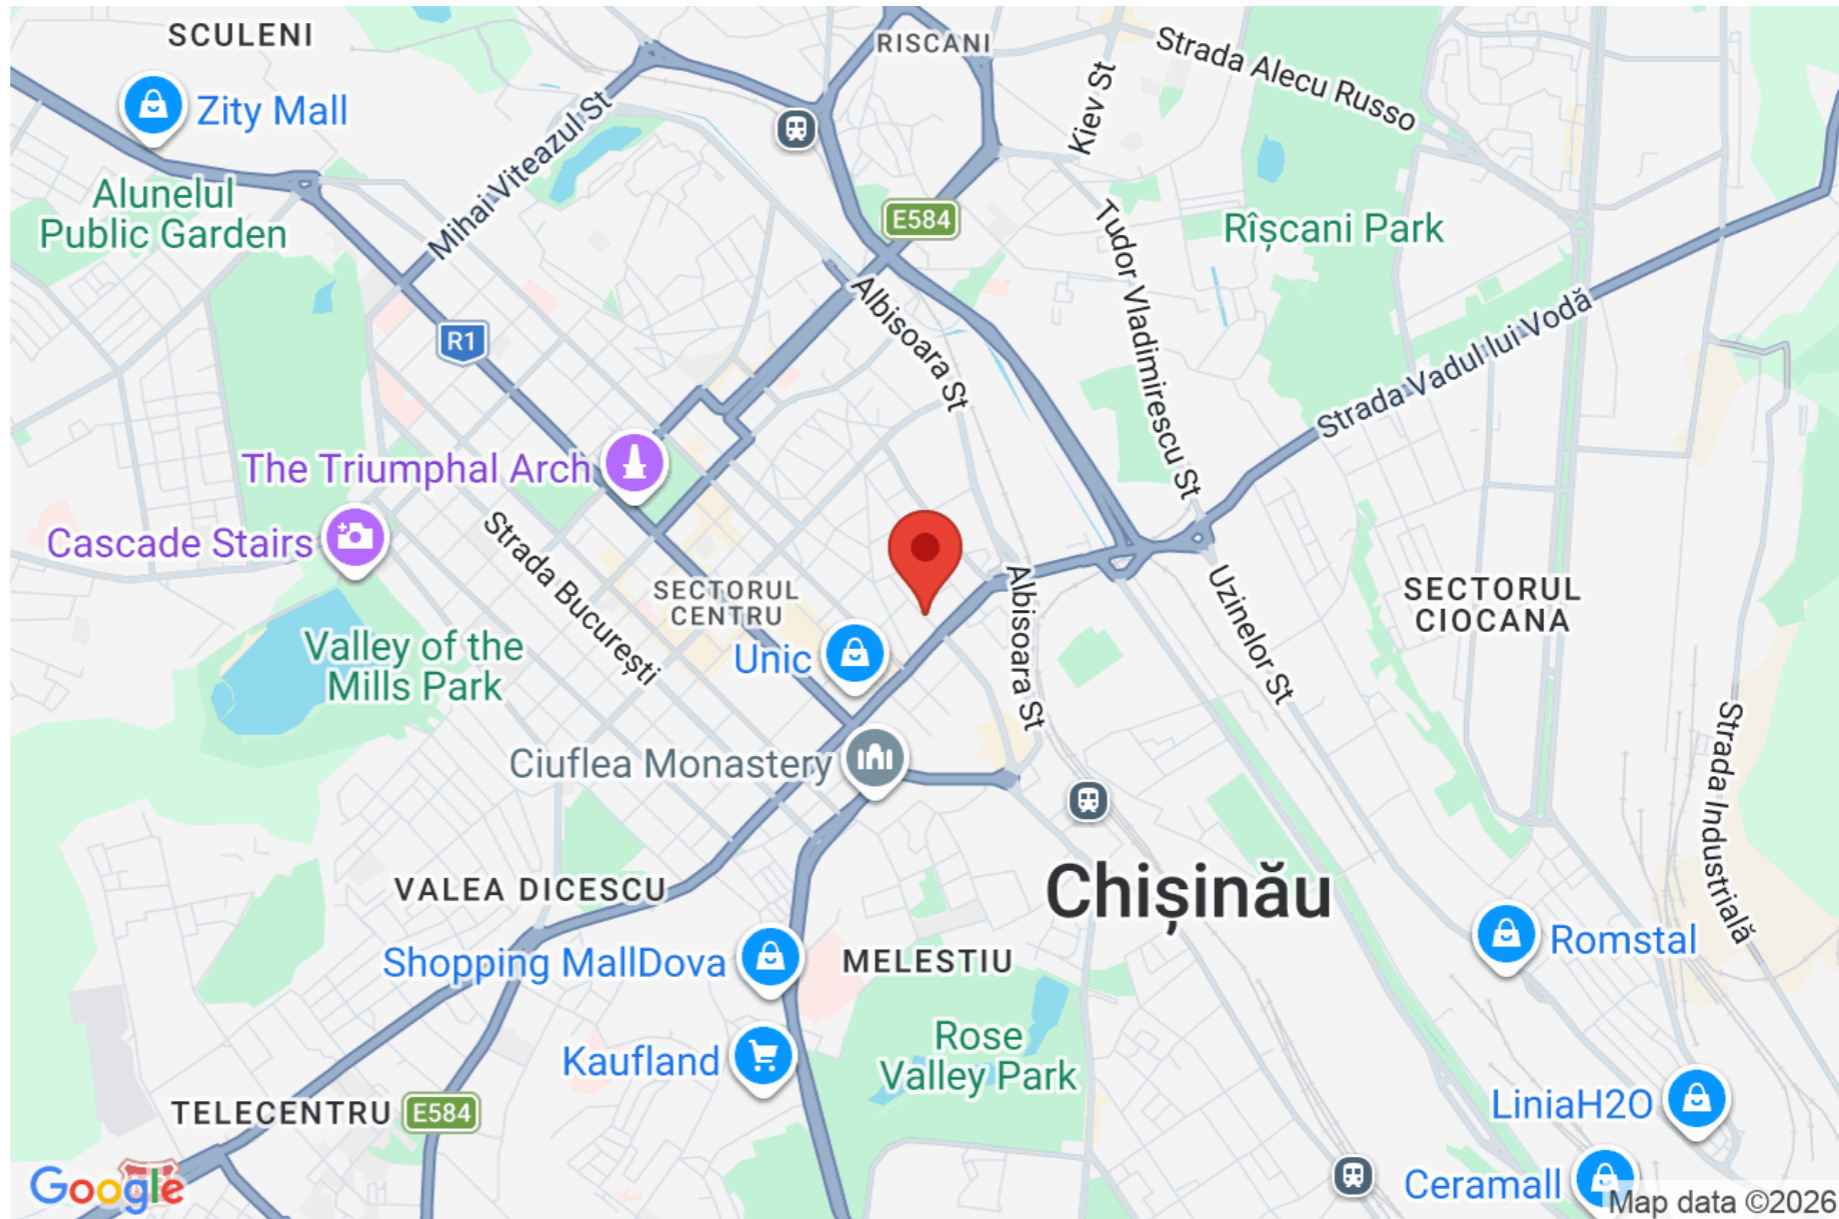 SCULENI
RISCANI
Strada Alecu Russo
Kiev St
Zity Mall
Mihai Viteazul St
Alunelul
Public Garden
E584
Tudor Vladimirescu St
Rîșcani Park
Albisoara St
R1
Strada Vadul lui Vodă
The Triumphal Arch
Cascade Stairs
Strada București
SECTORUL
CENTRU
Albisoara St
Uzinelor St
SECTORUL
CIOCANA
Valley of the
Mills Park
Unic
Ciuflea Monastery
Strada Industrială
Chișinău
VALEA DICESCU
Shopping MallDova
MELESTIU
Romstal
Rose
Valley Park
Kaufland
TELECENTRU
E584
LiniaH2O
Ceramall
Google
Map data ©2026